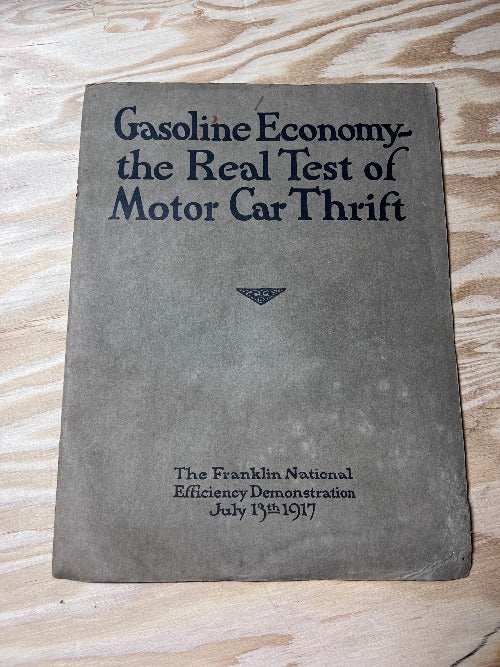 Gasoline Economy-
the Real Test of
Motor Car Thrift
The Franklin National
Efficiency Demonstration
July 13th 1917